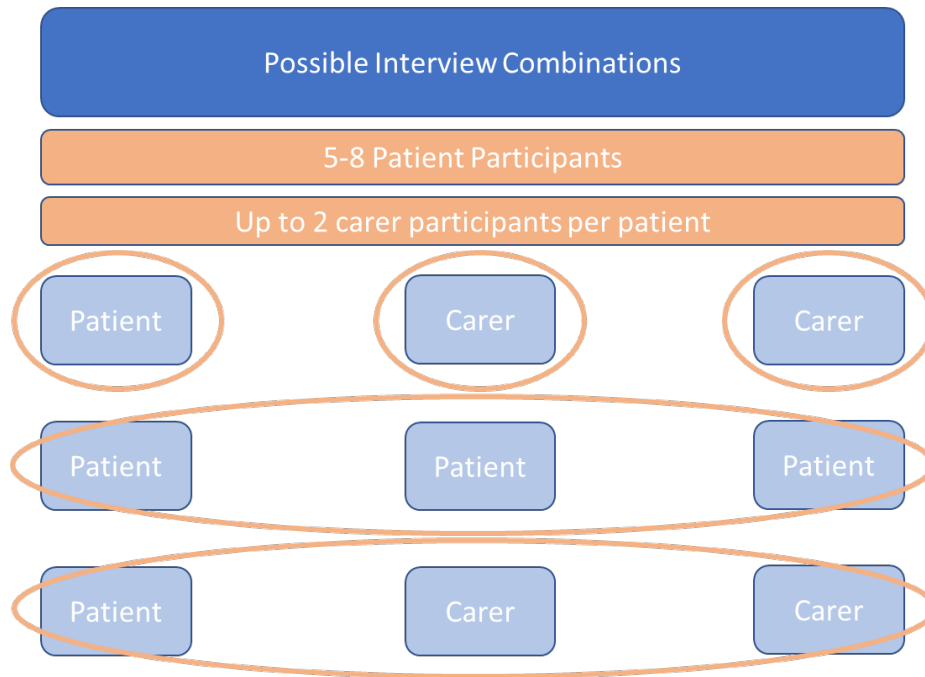 Possible Interview Combinations
5-8 Patient Participants
Up to 2 carer participants per patient
Patient Carer Carer
Patient Patient Patient
Patient Carer Carer